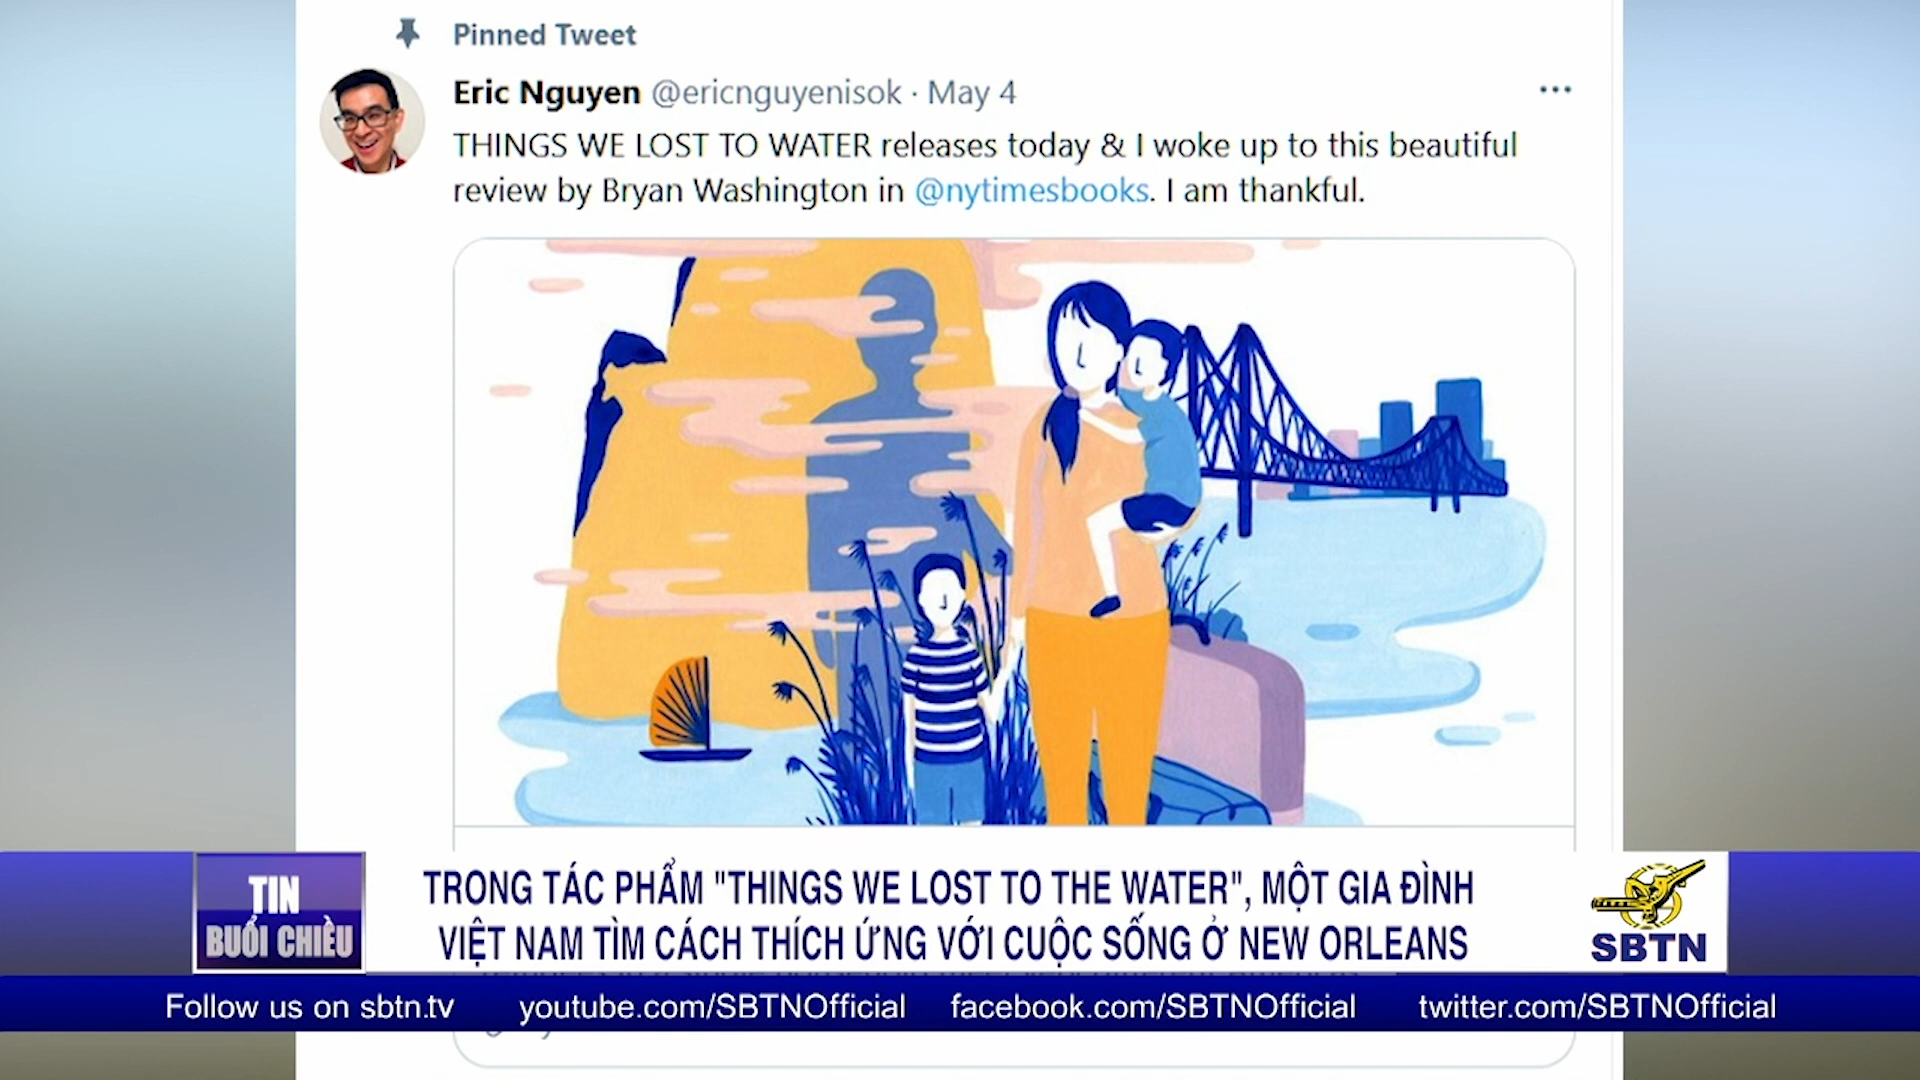 Pinned Tweet
Eric Nguyen @ericnguyenisok · May 4
THINGS WE LOST TO WATER releases today & I woke up to this beautiful
review by Bryan Washington in @nytimesbooks. I am thankful.
TIN
BUỔI CHIỀU
TRONG TÁC PHẨM "THINGS WE LOST TO THE WATER", MỘT GIA ĐÌNH
VIỆT NAM TÌM CÁCH THÍCH ỨNG VỚI CUỘC SỐNG Ở NEW ORLEANS
SBTN
Follow us on sbtn.tv youtube.com/SBTNOfficial facebook.com/SBTNOfficial twitter.com/SBTNOfficial